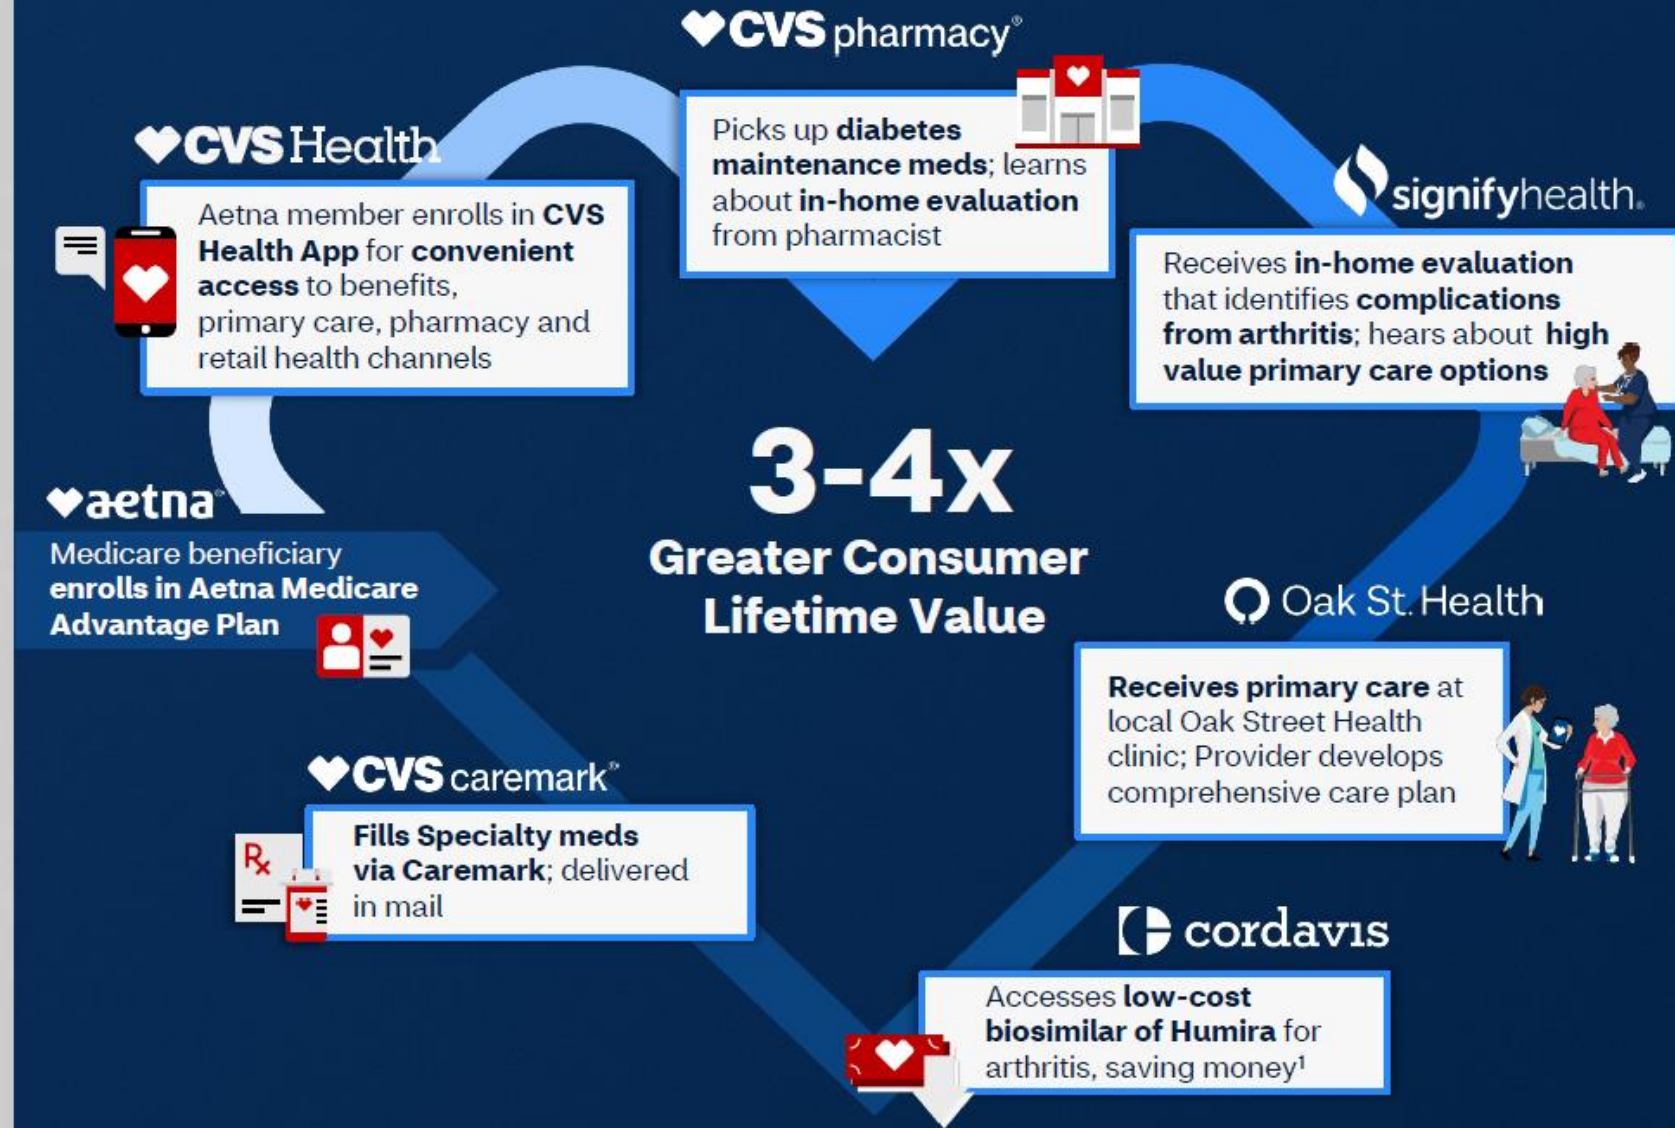 CVS pharmacy®
Picks up diabetes
maintenance meds; learns
about in-home evaluation
from pharmacist
CVS Health
Aetna member enrolls in CVS
Health App for convenient
access to benefits,
primary care, pharmacy and
retail health channels
signifyhealth.
Receives in-home evaluation
that identifies complications
from arthritis; hears about high
value primary care options
aetna®
Medicare beneficiary
enrolls in Aetna Medicare
Advantage Plan
3-4x
Greater Consumer
Lifetime Value
Oak St. Health
Receives primary care at
local Oak Street Health
clinic; Provider develops
comprehensive care plan
CVS caremark®
Rx
Fills Specialty meds
via Caremark; delivered
in mail
cordavis
Accesses low-cost
biosimilar of Humira for
arthritis, saving money¹